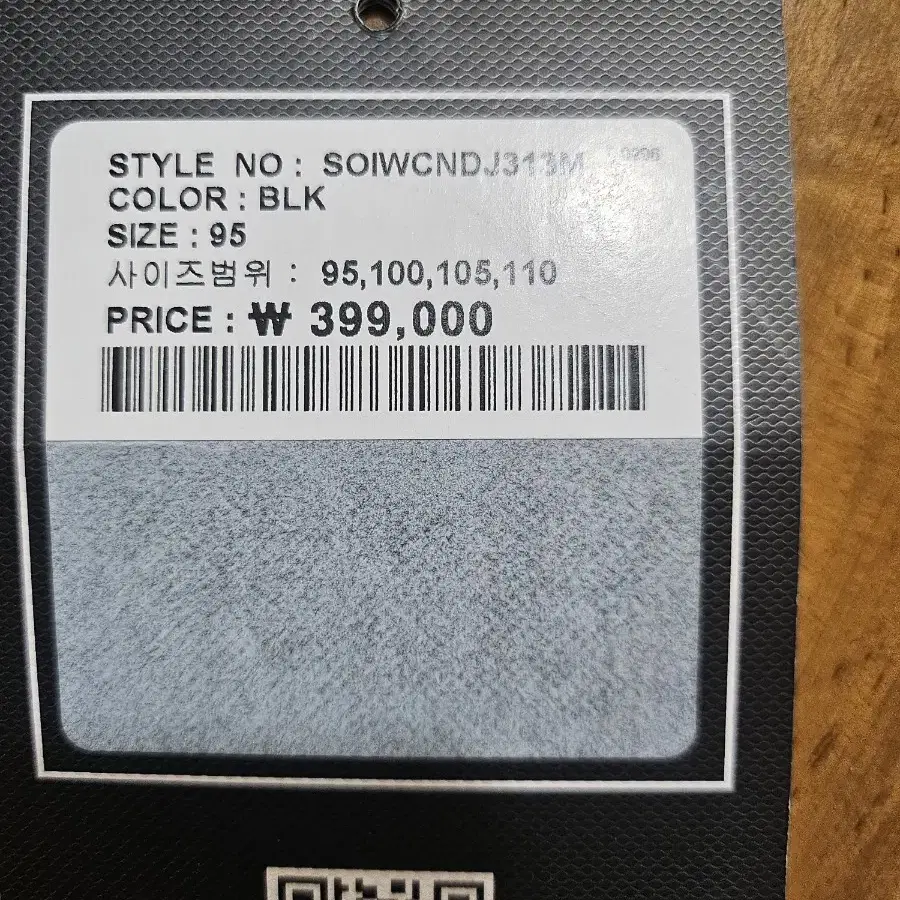 STYLE NO : SOIWCNDJ313M
COLOR : BLK
SIZE : 95
사이즈범위 : 95,100,105,110
PRICE : ₩ 399,000